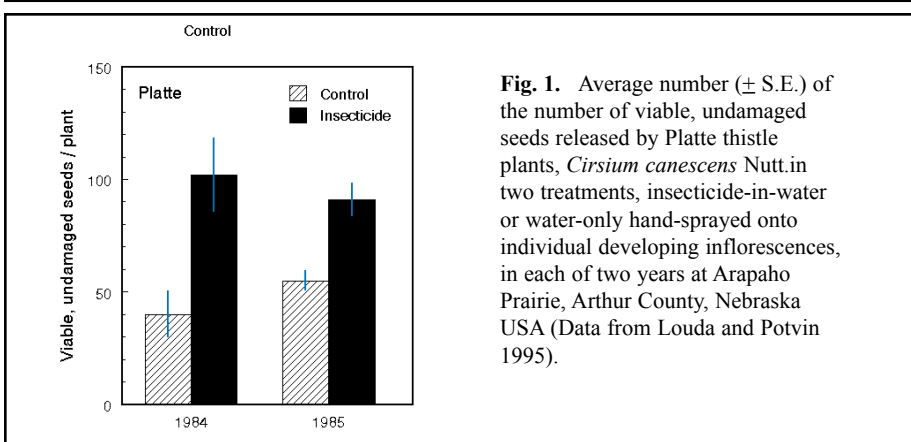 Control
150
Platte
Control
Insecticide
100
50
0
Viable, undamaged seeds / plant
1984
1985
Fig. 1. Average number (± S.E.) of
the number of viable, undamaged
seeds released by Platte thistle
plants, Cirsium canescens Nutt.in
two treatments, insecticide-in-water
or water-only hand-sprayed onto
individual developing inflorescences,
in each of two years at Arapaho
Prairie, Arthur County, Nebraska
USA (Data from Louda and Potvin
1995).